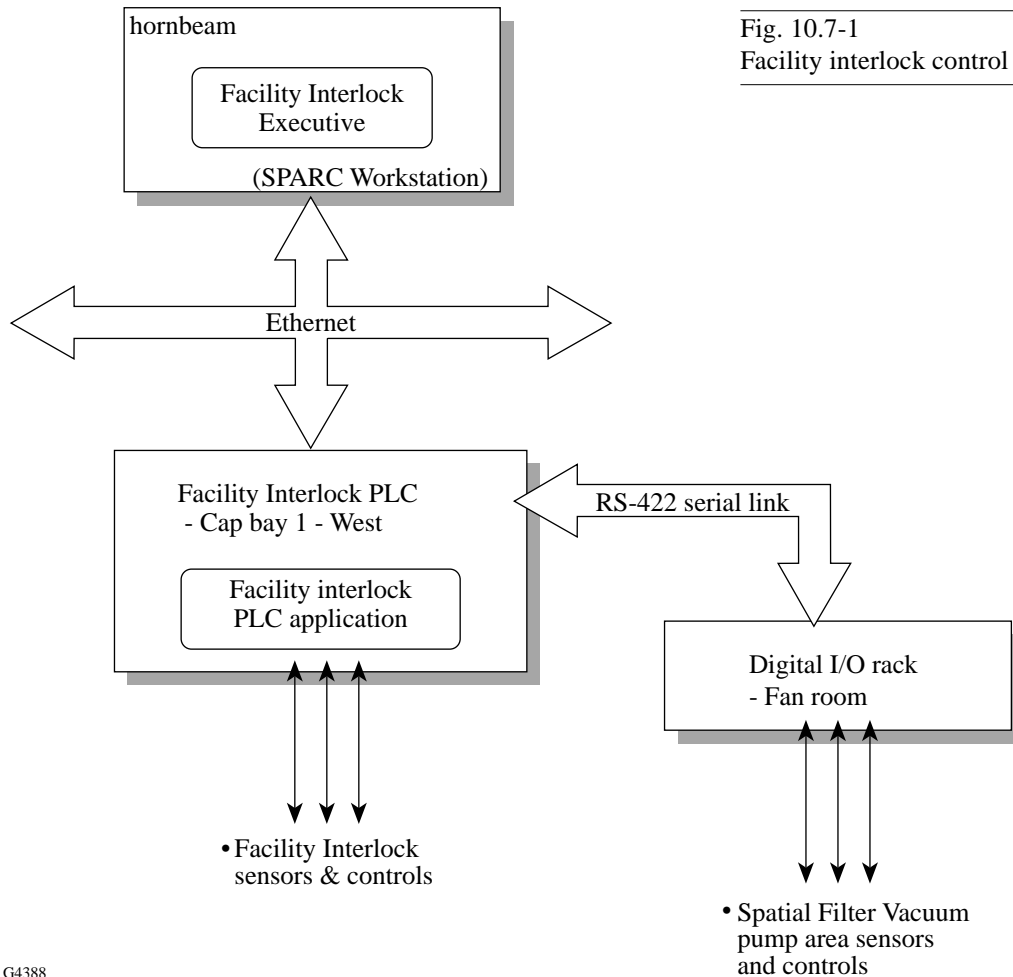 hornbeam
Facility Interlock
Executive
(SPARC Workstation)
Fig. 10.7-1
Facility interlock control
Ethernet
Facility Interlock PLC
- Cap bay 1 - West
Facility interlock
PLC application
RS-422 serial link
Digital I/O rack
- Fan room
• Facility Interlock
sensors & controls
• Spatial Filter Vacuum
pump area sensors
and controls
G4388